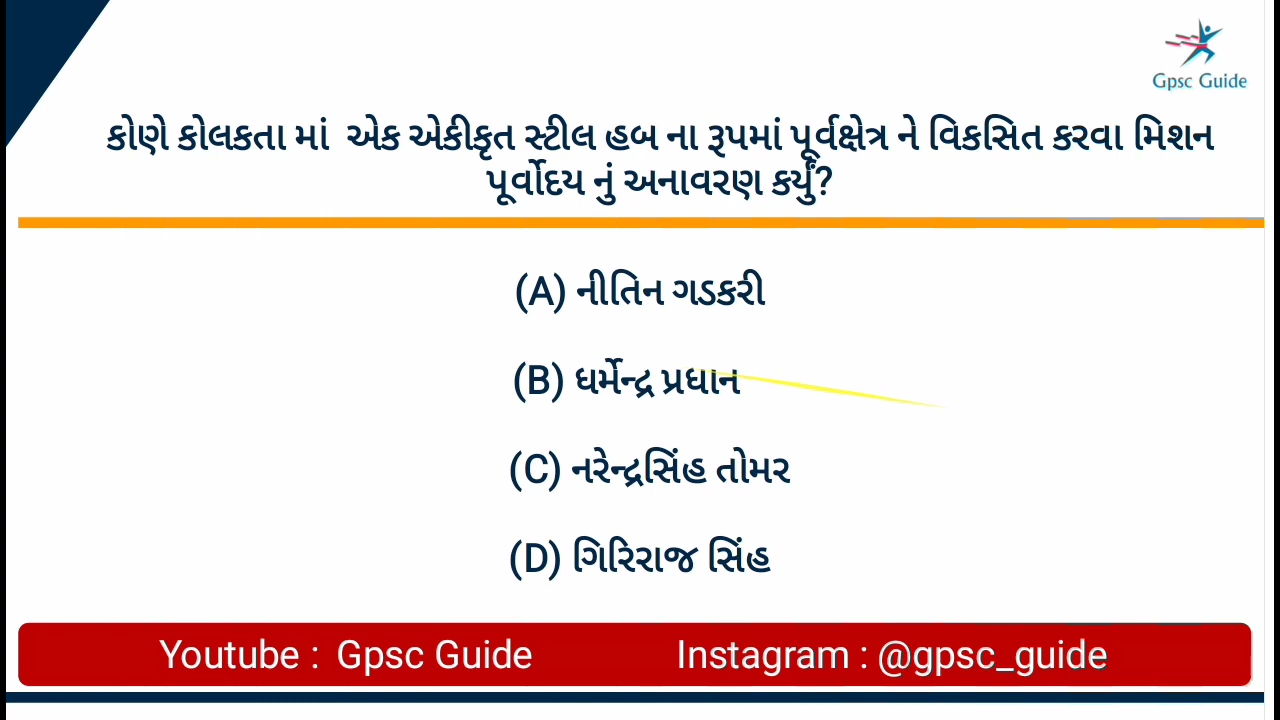 Gpsc Guide
કોણે કોલકતા માં એક એકીકૃત સ્ટીલ હબ ના રૂપમાં પૂર્વક્ષેત્ર ને વિકસિત કરવા મિશન
પૂર્વોદય નું અનાવરણ કર્યું?
(A) નીતિન ગડકરી
(B) ધર્મેન્દ્ર પ્રધાન
(C) નરેન્દ્રસિંહ તોમર
(D) ગિરિરાજ સિંહ
Youtube : Gpsc Guide Instagram : @gpsc_guide